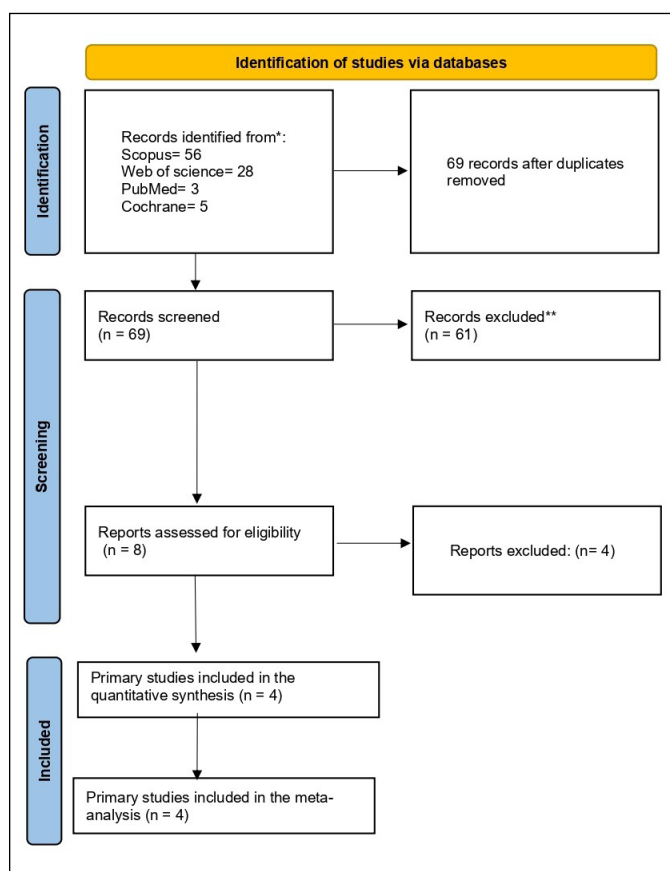 Identification of studies via databases
Identification
Records identified from*:
Scopus= 56
Web of science= 28
PubMed= 3
Cochrane= 5
69 records after duplicates
removed
Screening
Records screened
(n = 69)
Records excluded**
(n = 61)
Reports assessed for eligibility
(n = 8)
Reports excluded: (n= 4)
Included
Primary studies included in the
quantitative synthesis (n = 4)
Primary studies included in the meta-
analysis (n = 4)